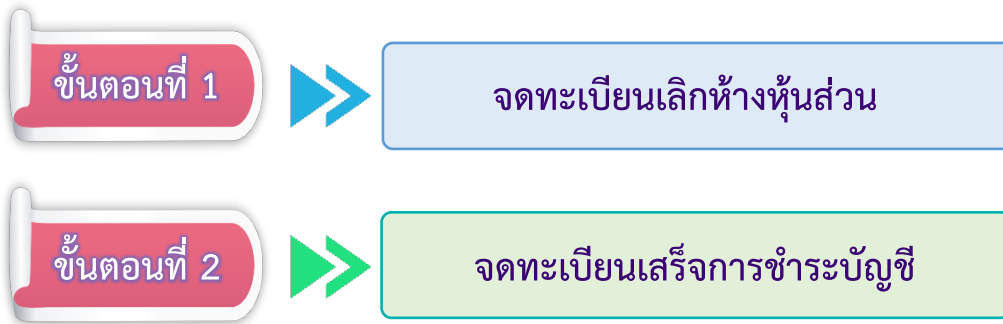 ขั้นตอนที่ 1
จดทะเบียนเลิกห้างหุ้นส่วน
ขั้นตอนที่ 2
จดทะเบียนเสร็จการชำระบัญชี